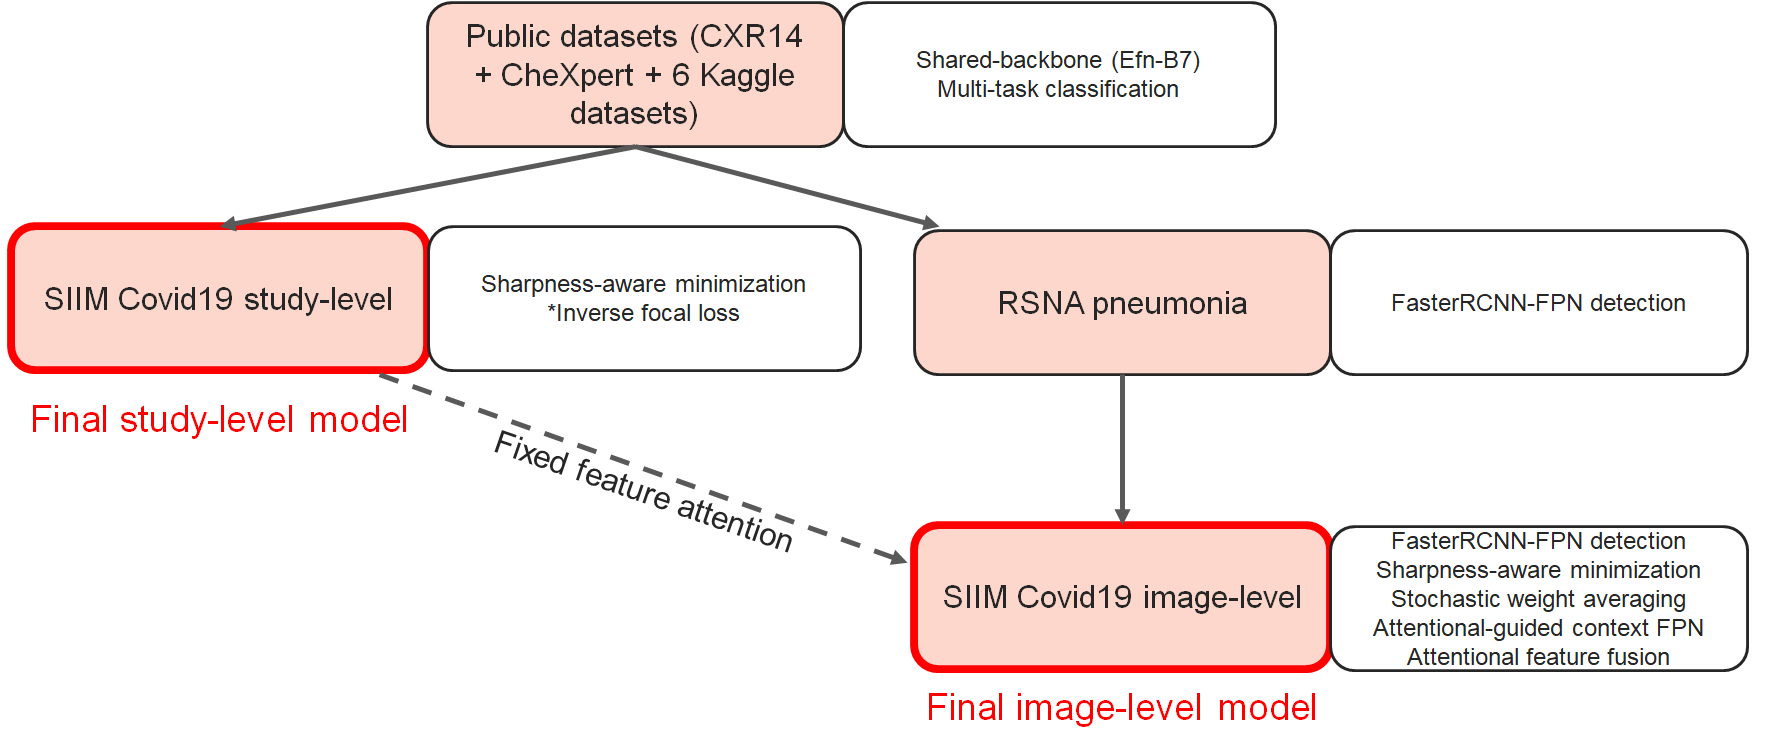 Public datasets (CXR14
+ CheXpert + 6 Kaggle
datasets)
Shared-backbone (Efn-B7)
Multi-task classification
SIIM Covid19 study-level
Sharpness-aware minimization
*Inverse focal loss
RSNA pneumonia
FasterRCNN-FPN detection
Final study-level model
Fixed feature attention
SIIM Covid19 image-level
FasterRCNN-FPN detection
Sharpness-aware minimization
Stochastic weight averaging
Attentional-guided context FPN
Attentional feature fusion
Final image-level model